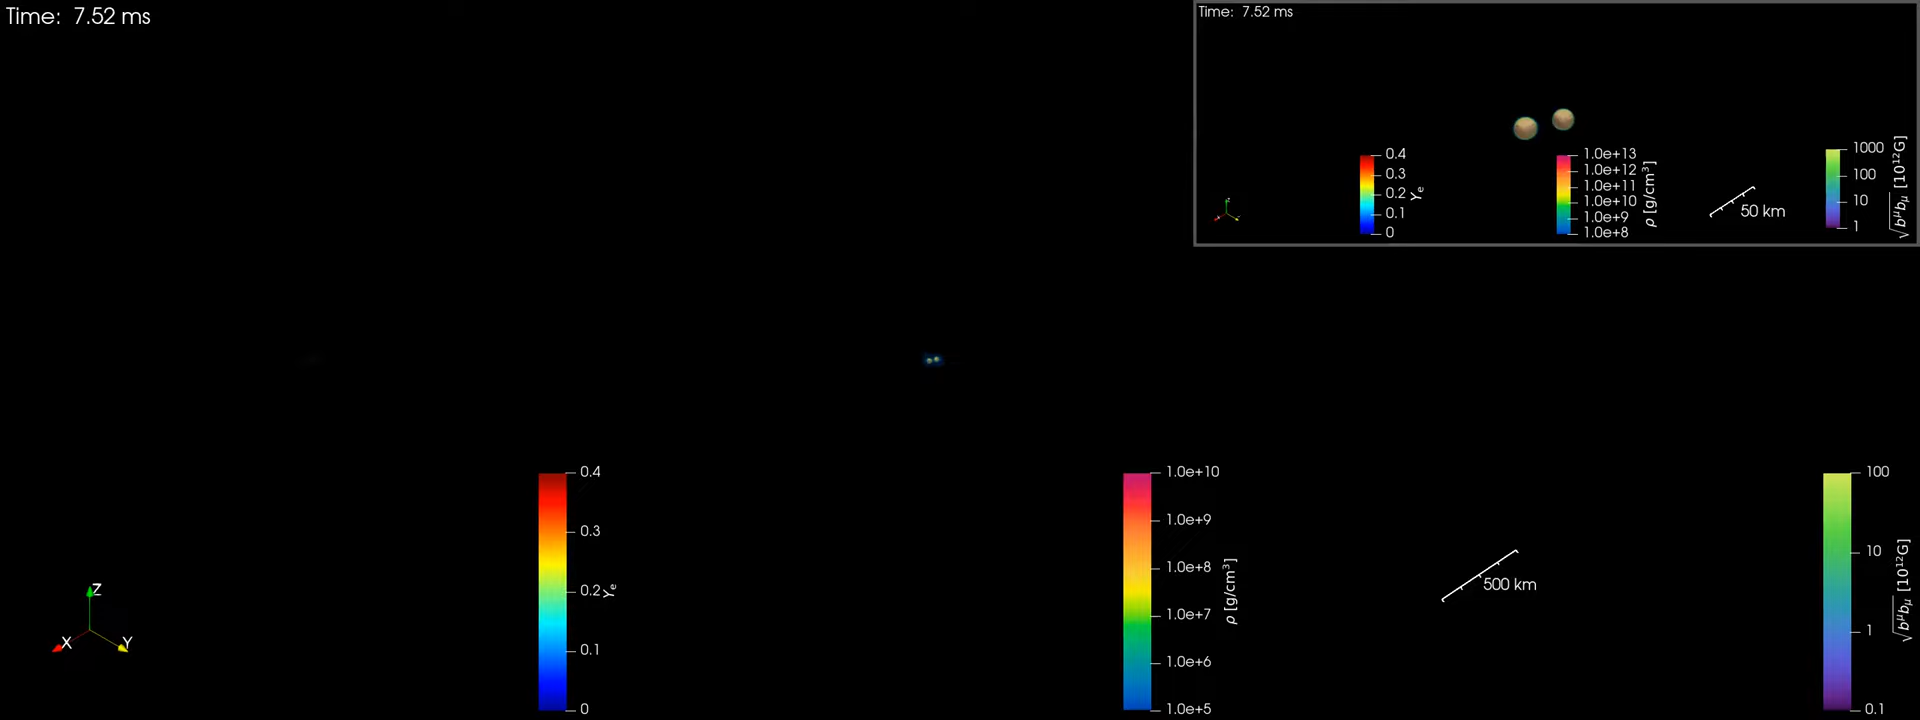 Time: 7.52 ms
Time: 7.52 ms
0.4
0.3
0.2
0.1
0
Yₑ
1.0e+13
1.0e+12
1.0e+11
1.0e+10
1.0e+9
1.0e+8
ρ [g/cm³]
50 km
1000
100
10
1
√bᵘbᵤ [10¹²G]
0.4
0.3
0.2
0.1
0
Yₑ
1.0e+10
1.0e+9
1.0e+8
1.0e+7
1.0e+6
1.0e+5
ρ [g/cm³]
500 km
100
10
1
0.1
√b^μb_μ [10¹²G]
Z
X
Y